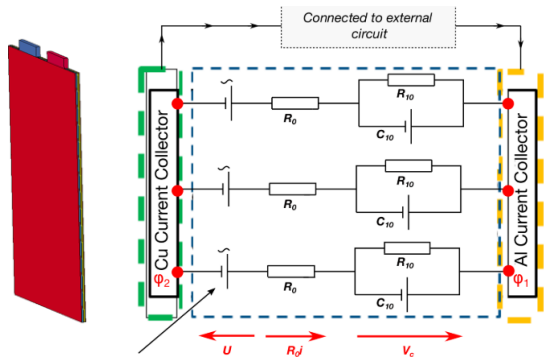 Connected to external
circuit
Cu Current Collector
Al Current Collector
R10
R0
C10
R10
R0
C10
R10
φ2
φ1
R0
C10
U
R0i
Vc